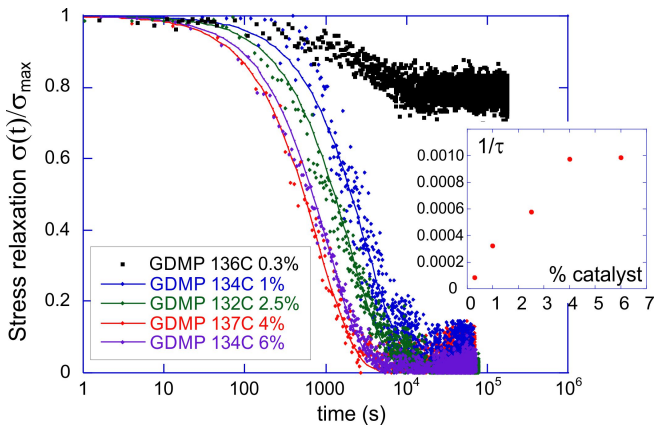 Stress relaxation σ(t)/σmax
1
0.8
0.6
0.4
0.2
0
1
10
100
1000
10⁴
10⁵
10⁶
time (s)
GDMP 136C 0.3%
GDMP 134C 1%
GDMP 132C 2.5%
GDMP 137C 4%
GDMP 134C 6%
1/τ
0.0010
0.0008
0.0006
0.0004
0.0002
0
% catalyst
0 1 2 3 4 5 6 7